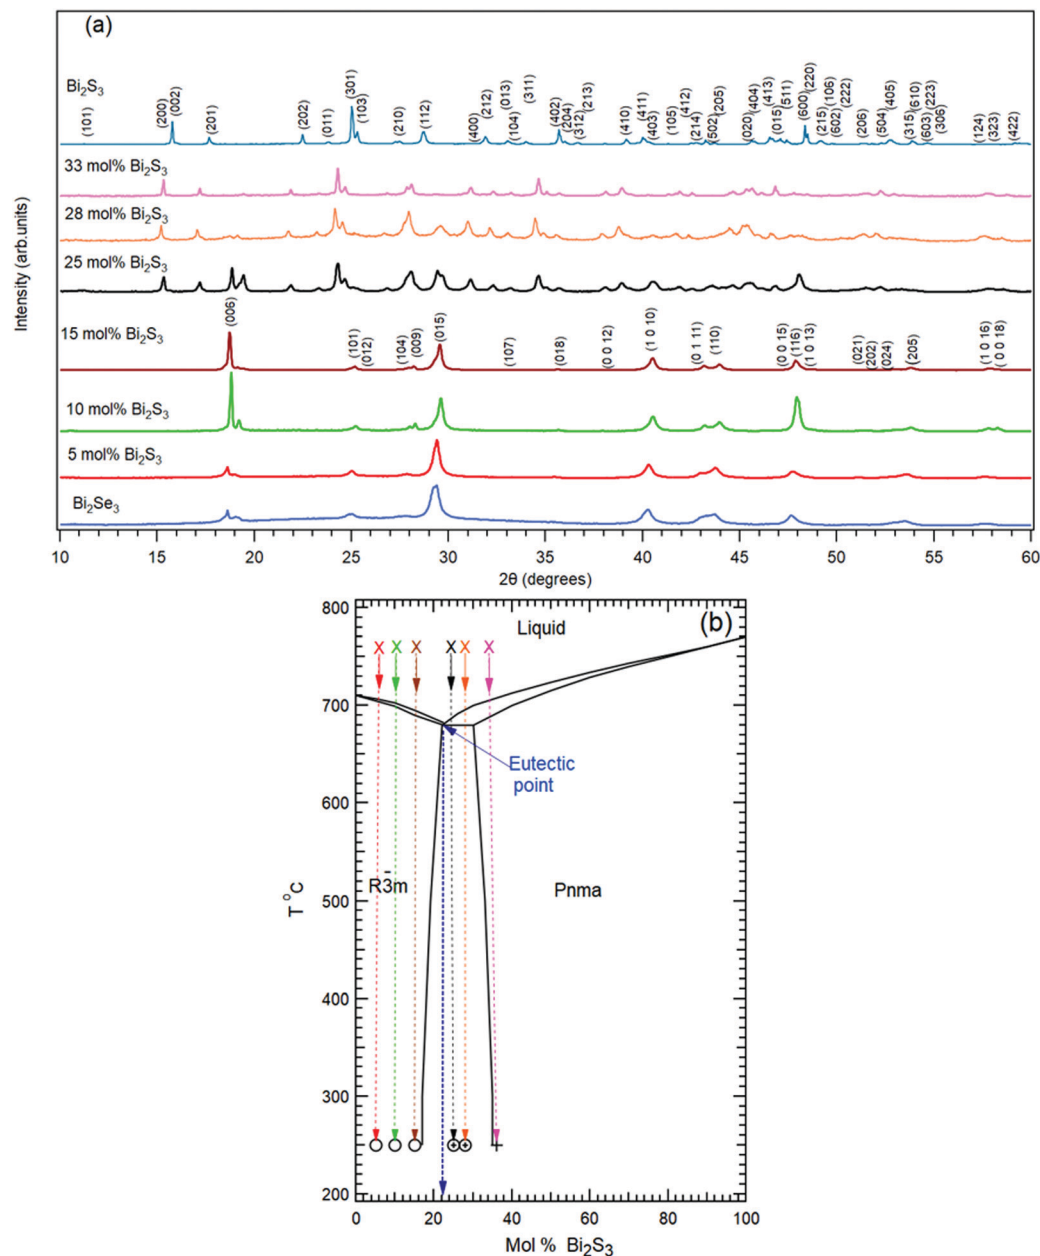 (a)
Bi₂S₃
(101)
(200)
(002)
(201)
(202)
(011)
(301)
(103)
(210)
(112)
(400)
(212)
(013)
(104)
(311)
(402)
(204)
(312)
(213)
(410)
(411)
(403)
(105)
(412)
(214)
(502)
(205)
(020)
(404)
(413)
(015)
(511)
(600)
(220)
(215)
(106)
(602)
(222)
(206)
(504)
(405)
(315)
(610)
(603)
(223)
(306)
(124)
(323)
(422)
33 mol% Bi₂S₃
28 mol% Bi₂S₃
25 mol% Bi₂S₃
15 mol% Bi₂S₃
(006)
(101)
(012)
(104)
(009)
(015)
(107)
(018)
(0 0 12)
(1 0 10)
(0 1 11)
(110)
(0 0 15)
(116)
(1 0 13)
(021)
(202)
(024)
(205)
(1 0 16)
(0 0 18)
10 mol% Bi₂S₃
5 mol% Bi₂S₃
Bi₂Se₃
Intensity (arb.units)
10 15 20 25 30 35 40 45 50 55 60
2θ (degrees)
(b)
Liquid
X X X X X X
Eutectic
point
R3̄m
Pnma
T °C
800
700
600
500
400
300
200
0 20 40 60 80 100
Mol % Bi₂S₃